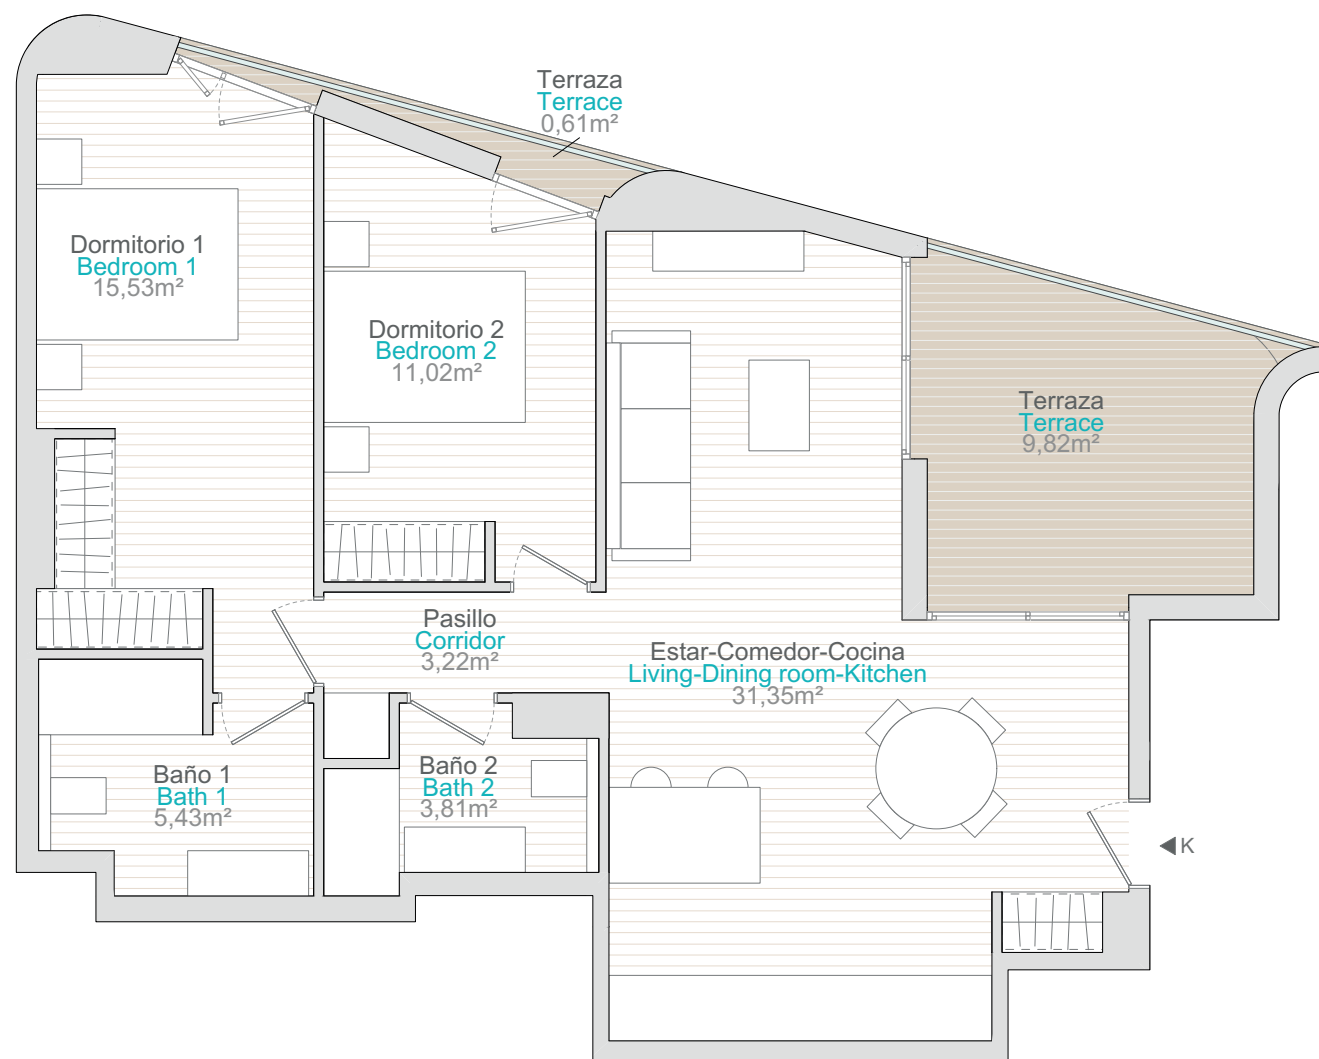 Terraza
Terrace
0,61m²
Dormitorio 1
Bedroom 1
15,53m²
Dormitorio 2
Bedroom 2
11,02m²
Terraza
Terrace
9,82m²
Pasillo
Corridor
3,22m²
Estar-Comedor-Cocina
Living-Dining room-Kitchen
31,35m²
Baño 1
Bath 1
5,43m²
Baño 2
Bath 2
3,81m²
K